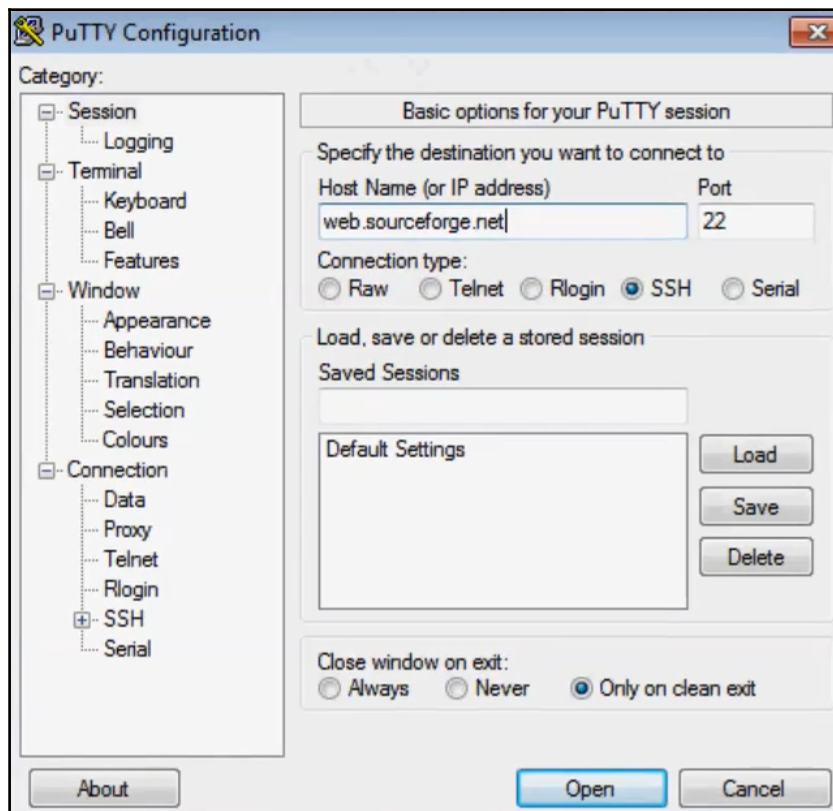 PuTTY Configuration
Category:
Session
Logging
Terminal
Keyboard
Bell
Features
Window
Appearance
Behaviour
Translation
Selection
Colours
Connection
Data
Proxy
Telnet
Rlogin
SSH
Serial
Basic options for your PuTTY session
Specify the destination you want to connect to
Host Name (or IP address) Port
web.sourceforge.net 22
Connection type:
Raw Telnet Rlogin SSH Serial
Load, save or delete a stored session
Saved Sessions
Default Settings
Load
Save
Delete
Close window on exit:
Always Never Only on clean exit
About Open Cancel